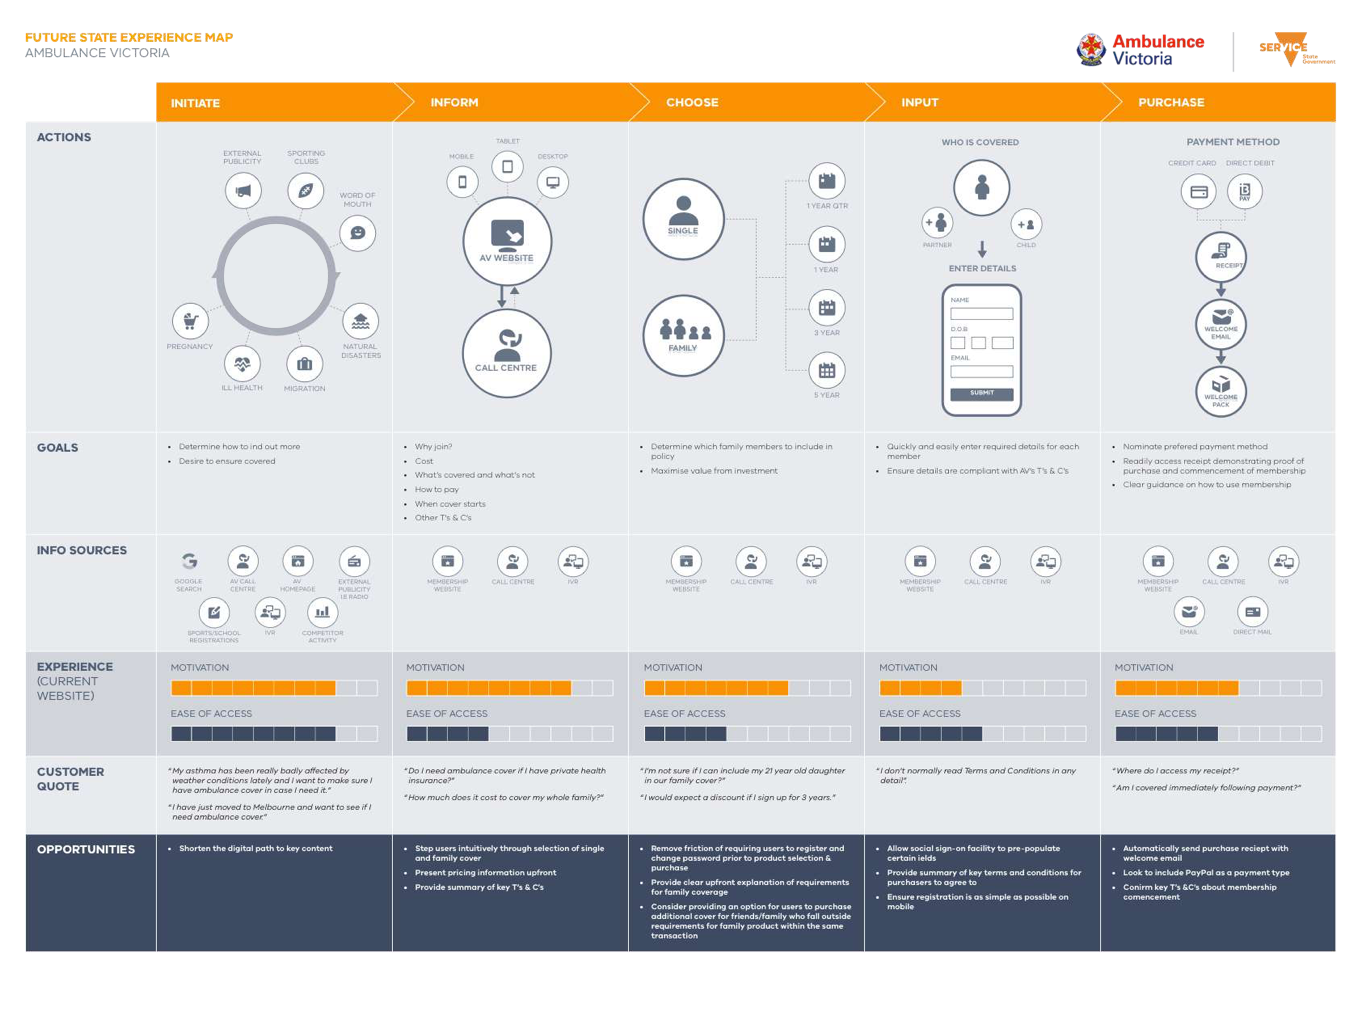 FUTURE STATE EXPERIENCE MAP
AMBULANCE VICTORIA
Ambulance
Victoria
SERVICE
State
Government
INITIATE
INFORM
CHOOSE
INPUT
PURCHASE
ACTIONS
EXTERNAL
PUBLICITY
SPORTING
CLUBS
WORD OF
MOUTH
PREGNANCY
NATURAL
DISASTERS
ILL HEALTH
MIGRATION
TABLET
MOBILE
DESKTOP
AV WEBSITE
CALL CENTRE
SINGLE
FAMILY
1 YEAR QTR
1 YEAR
3 YEAR
5 YEAR
WHO IS COVERED
PARTNER
CHILD
ENTER DETAILS
NAME
D.O.B.
EMAIL
SUBMIT
PAYMENT METHOD
CREDIT CARD
DIRECT DEBIT
B
PAY
RECEIPT
WELCOME
EMAIL
WELCOME
PACK
GOALS
• Determine how to ind out more
• Desire to ensure covered
• Why join?
• Cost
• What's covered and what's not
• How to pay
• When cover starts
• Other T's & C's
• Determine which family members to include in
policy
• Maximise value from investment
• Quickly and easily enter required details for each
member
• Ensure details are compliant with AV's T's & C's
• Nominate prefered payment method
• Readily access receipt demonstrating proof of
purchase and commencement of membership
• Clear guidance on how to use membership
INFO SOURCES
GOOGLE
SEARCH
AV CALL
CENTRE
AV
HOMEPAGE
EXTERNAL
PUBLICITY
I.E RADIO
SPORTS/SCHOOL
REGISTRATIONS
IVR
COMPETITOR
ACTIVITY
MEMBERSHIP
WEBSITE
CALL CENTRE
IVR
MEMBERSHIP
WEBSITE
CALL CENTRE
IVR
MEMBERSHIP
WEBSITE
CALL CENTRE
IVR
MEMBERSHIP
WEBSITE
CALL CENTRE
IVR
EMAIL
DIRECT MAIL
EXPERIENCE
(CURRENT
WEBSITE)
MOTIVATION
EASE OF ACCESS
MOTIVATION
EASE OF ACCESS
MOTIVATION
EASE OF ACCESS
MOTIVATION
EASE OF ACCESS
MOTIVATION
EASE OF ACCESS
CUSTOMER
QUOTE
"My asthma has been really badly affected by
weather conditions lately and I want to make sure I
have ambulance cover in case I need it."
"I have just moved to Melbourne and want to see if I
need ambulance cover."
"Do I need ambulance cover if I have private health
insurance?"
"How much does it cost to cover my whole family?"
"I'm not sure if I can include my 21 year old daughter
in our family cover?"
"I would expect a discount if I sign up for 3 years."
"I don't normally read Terms and Conditions in any
detail".
"Where do I access my receipt?"
"Am I covered immediately following payment?"
OPPORTUNITIES
• Shorten the digital path to key content
• Step users intuitively through selection of single
and family cover
• Present pricing information upfront
• Provide summary of key T's & C's
• Remove friction of requiring users to register and
change password prior to product selection &
purchase
• Provide clear upfront explanation of requirements
for family coverage
• Consider providing an option for users to purchase
additional cover for friends/family who fall outside
requirements for family product within the same
transaction
• Allow social sign-on facility to pre-populate
certain ields
• Provide summary of key terms and conditions for
purchasers to agree to
• Ensure registration is as simple as possible on
mobile
• Automatically send purchase reciept with
welcome email
• Look to include PayPal as a payment type
• Conirm key T's &C's about membership
comencement